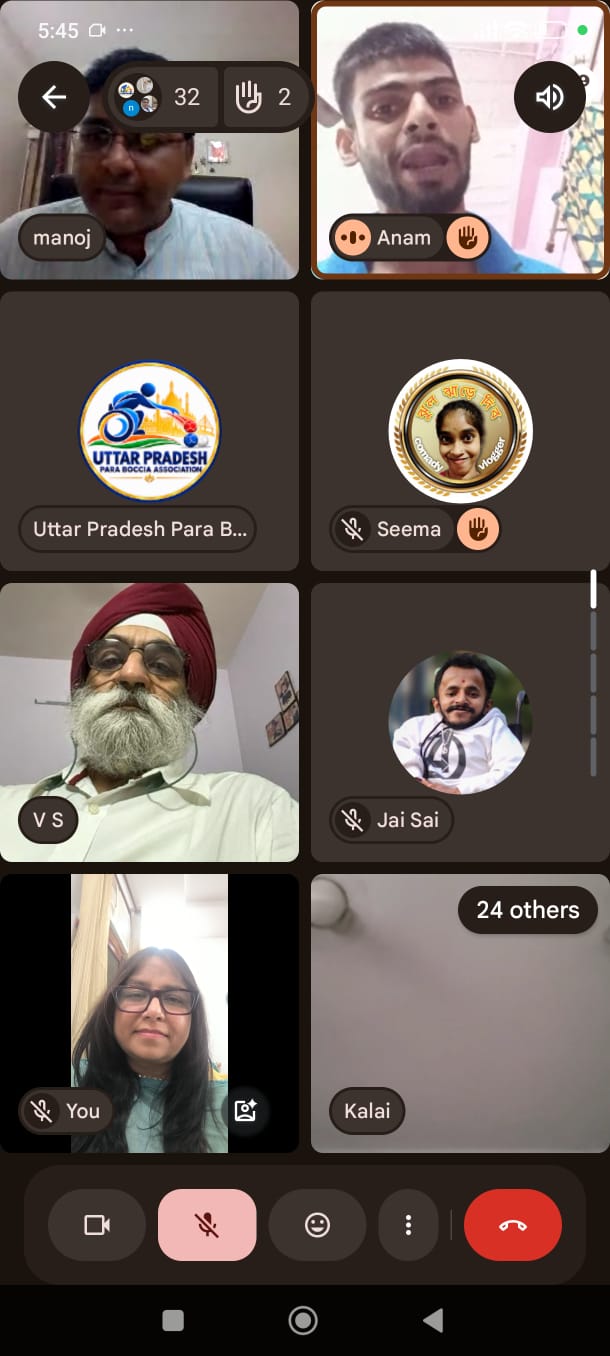 5:45
32
2
manoj
Anam
UTTAR PRADESH
PARA BOCCIA ASSOCIATION
Uttar Pradesh Para B...
ঝুল ঝাড়ে দিব
comady
vlogger
Seema
V S
Jai Sai
24 others
You
Kalai